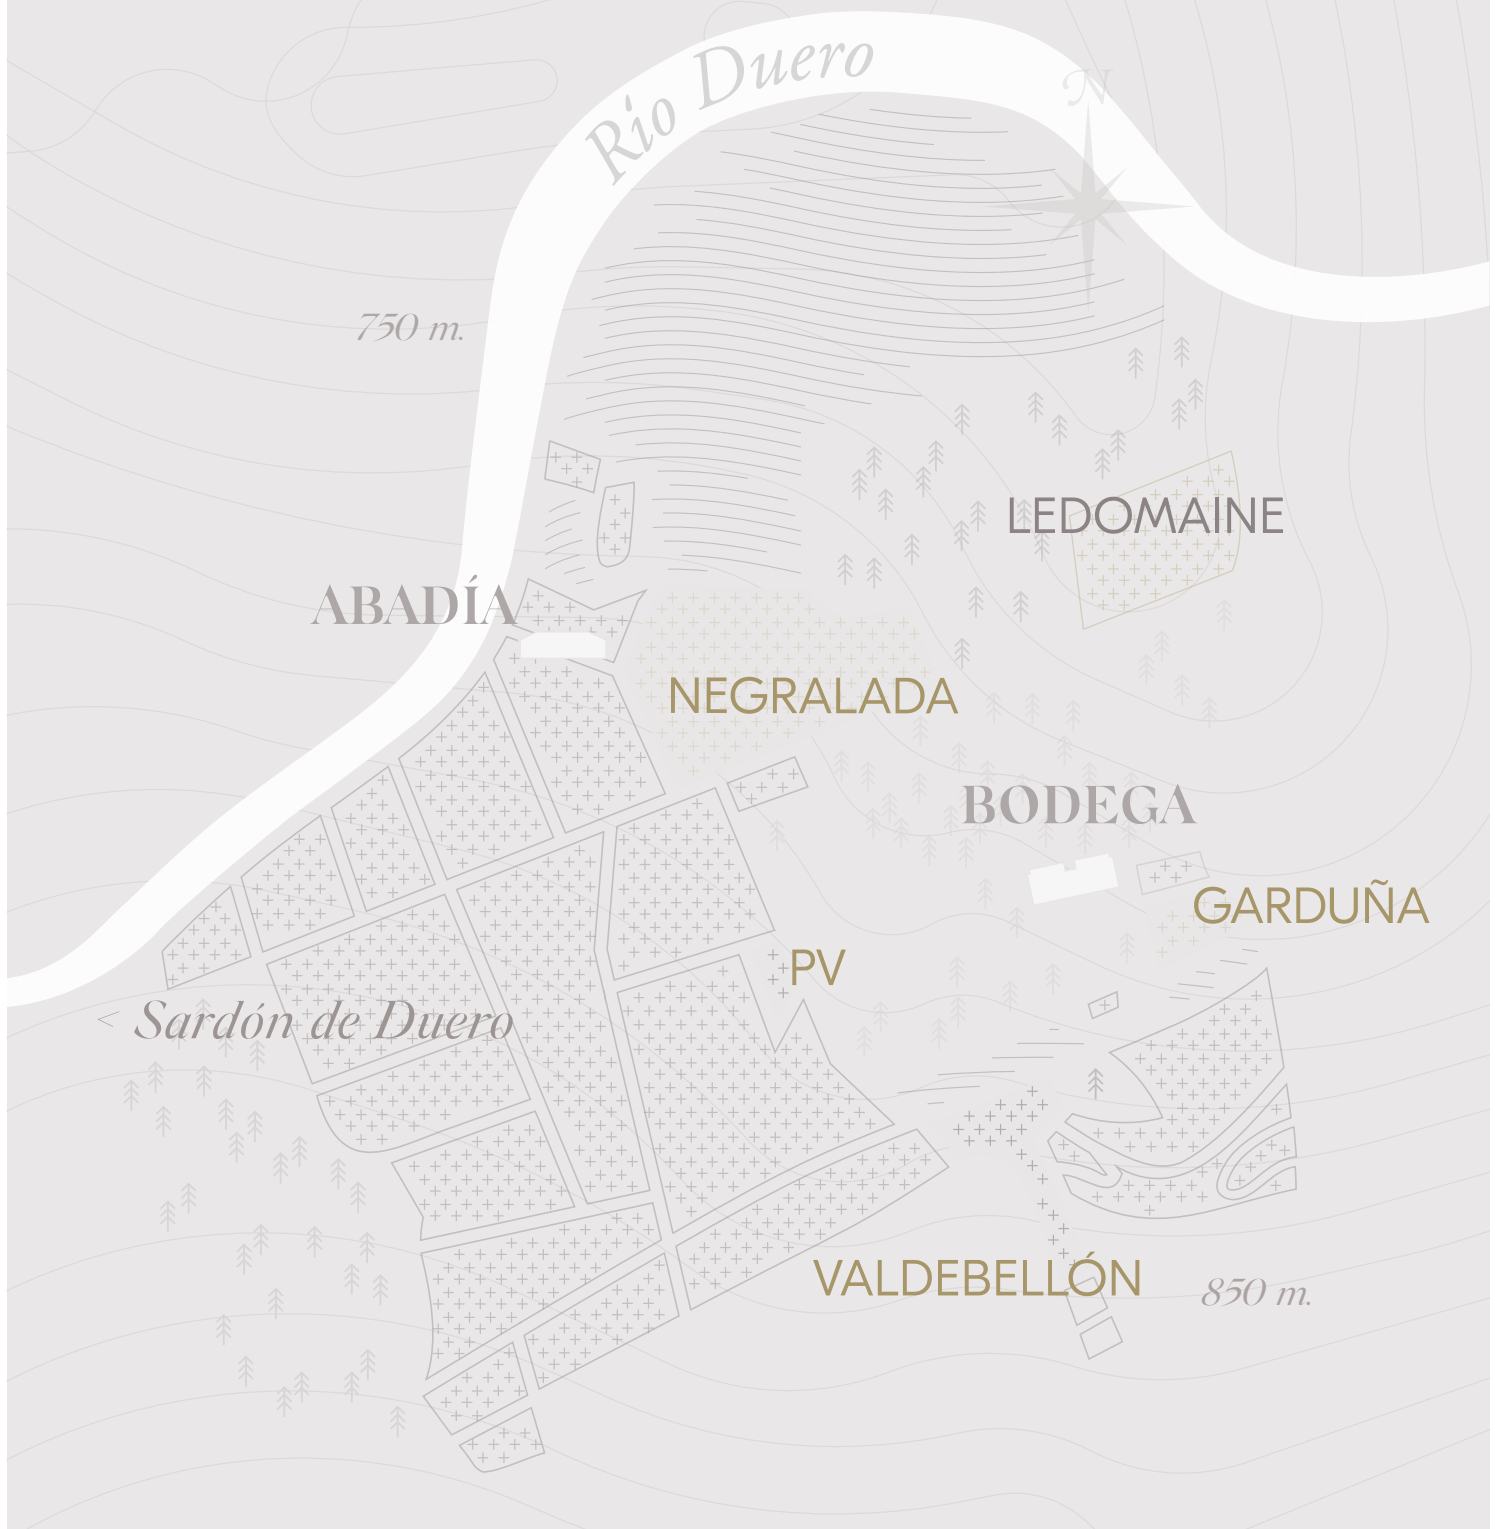 Río Duero
N
750 m.
LEDOMAINE
ABADÍA
NEGRALADA
BODEGA
GARDUÑA
PV
< Sardón de Duero
VALDEBELLÓN
850 m.